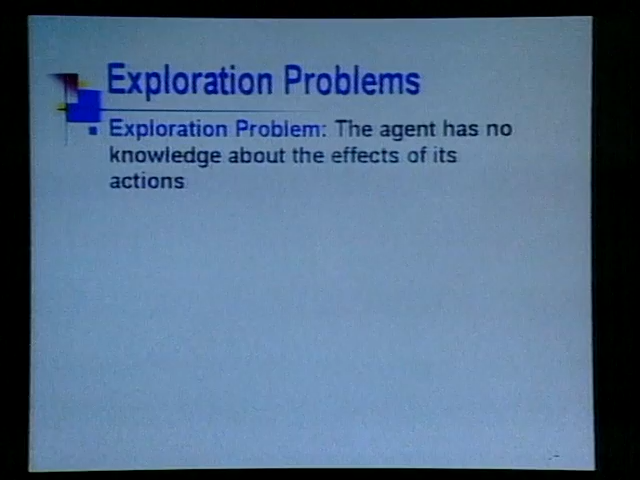 Exploration Problems
Exploration Problem: The agent has no
knowledge about the effects of its
actions